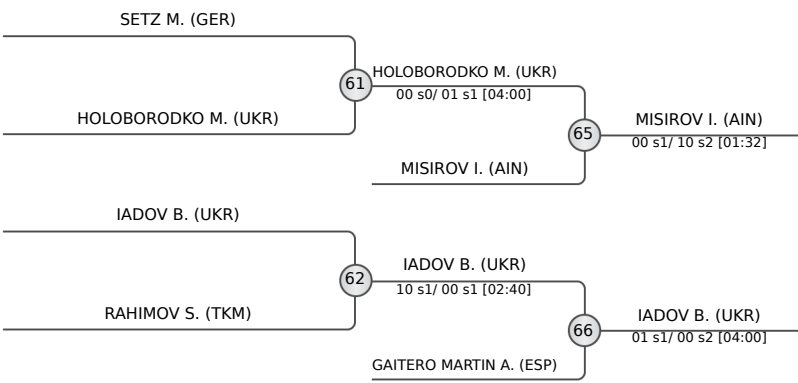 SETZ M. (GER)
61
HOLOBORODKO M. (UKR)
00 s0/ 01 s1 [04:00]
HOLOBORODKO M. (UKR)
65
MISIROV I. (AIN)
00 s1/ 10 s2 [01:32]
MISIROV I. (AIN)
IADOV B. (UKR)
62
IADOV B. (UKR)
10 s1/ 00 s1 [02:40]
RAHIMOV S. (TKM)
66
IADOV B. (UKR)
01 s1/ 00 s2 [04:00]
GAITERO MARTIN A. (ESP)